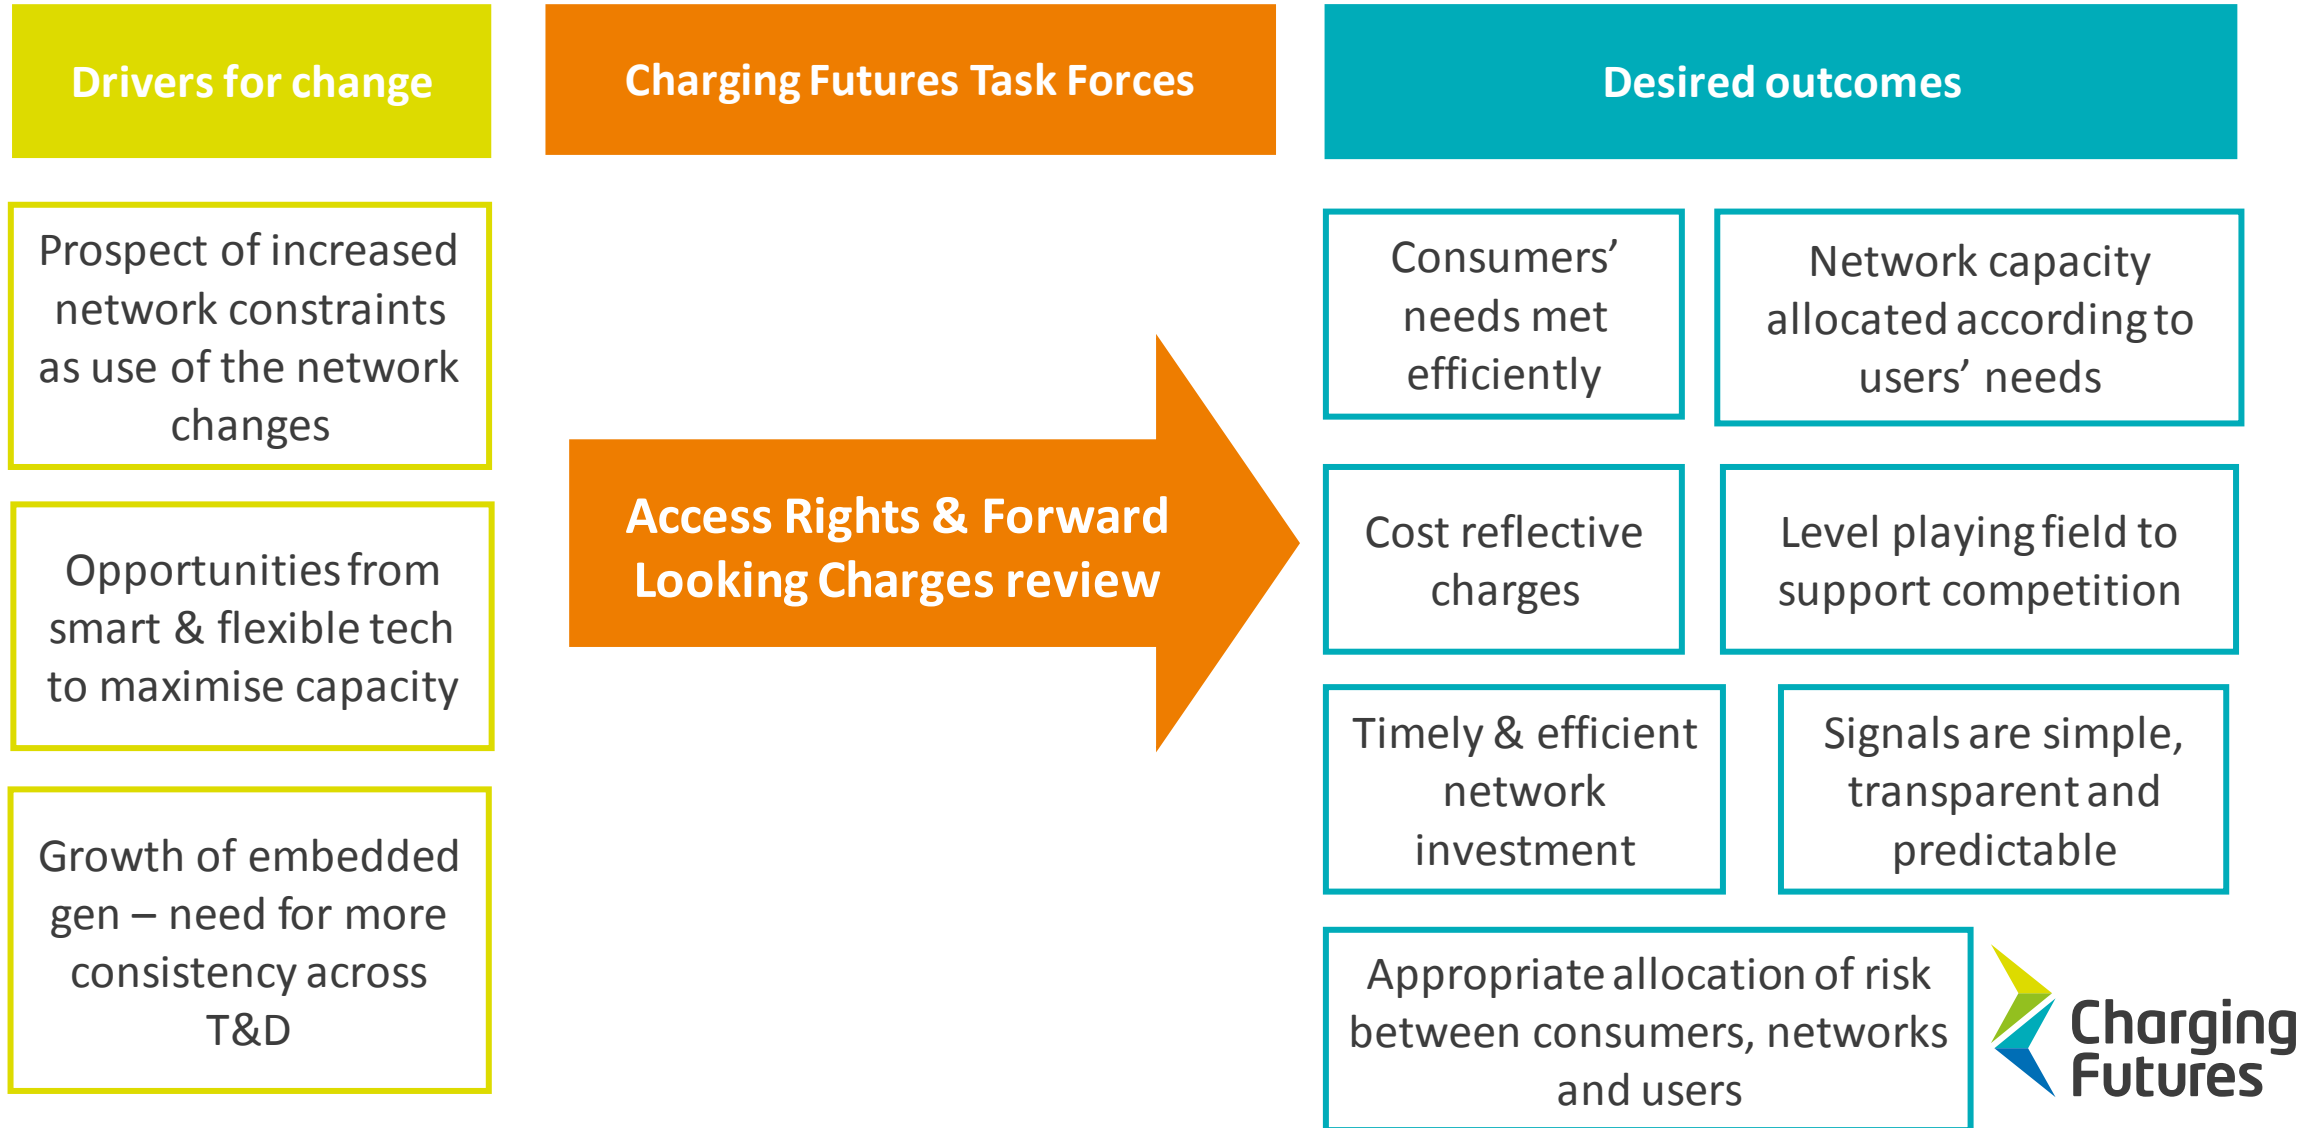 Drivers for change
Charging Futures Task Forces
Desired outcomes
Prospect of increased
network constraints
as use of the network
changes
Opportunities from
smart & flexible tech
to maximise capacity
Growth of embedded
gen – need for more
consistency across
T&D
Access Rights & Forward
Looking Charges review
Consumers’
needs met
efficiently
Network capacity
allocated according to
users’ needs
Cost reflective
charges
Level playing field to
support competition
Timely & efficient
network
investment
Signals are simple,
transparent and
predictable
Appropriate allocation of risk
between consumers, networks
and users
Charging
Futures